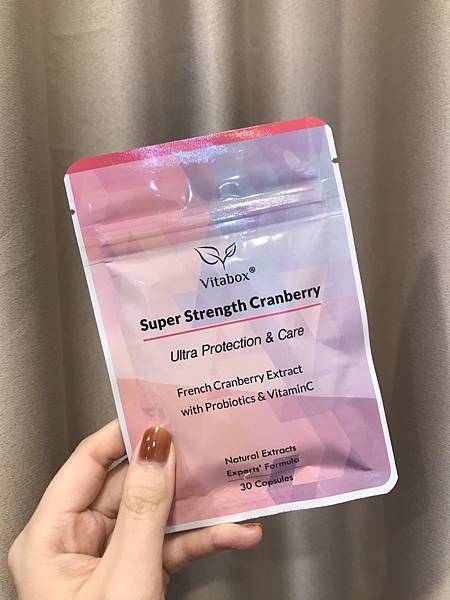 Vitabox®
Super Strength Cranberry
Ultra Protection & Care
French Cranberry Extract
with Probiotics & VitaminC
Natural Extracts
Experts' Formula
30 Capsules